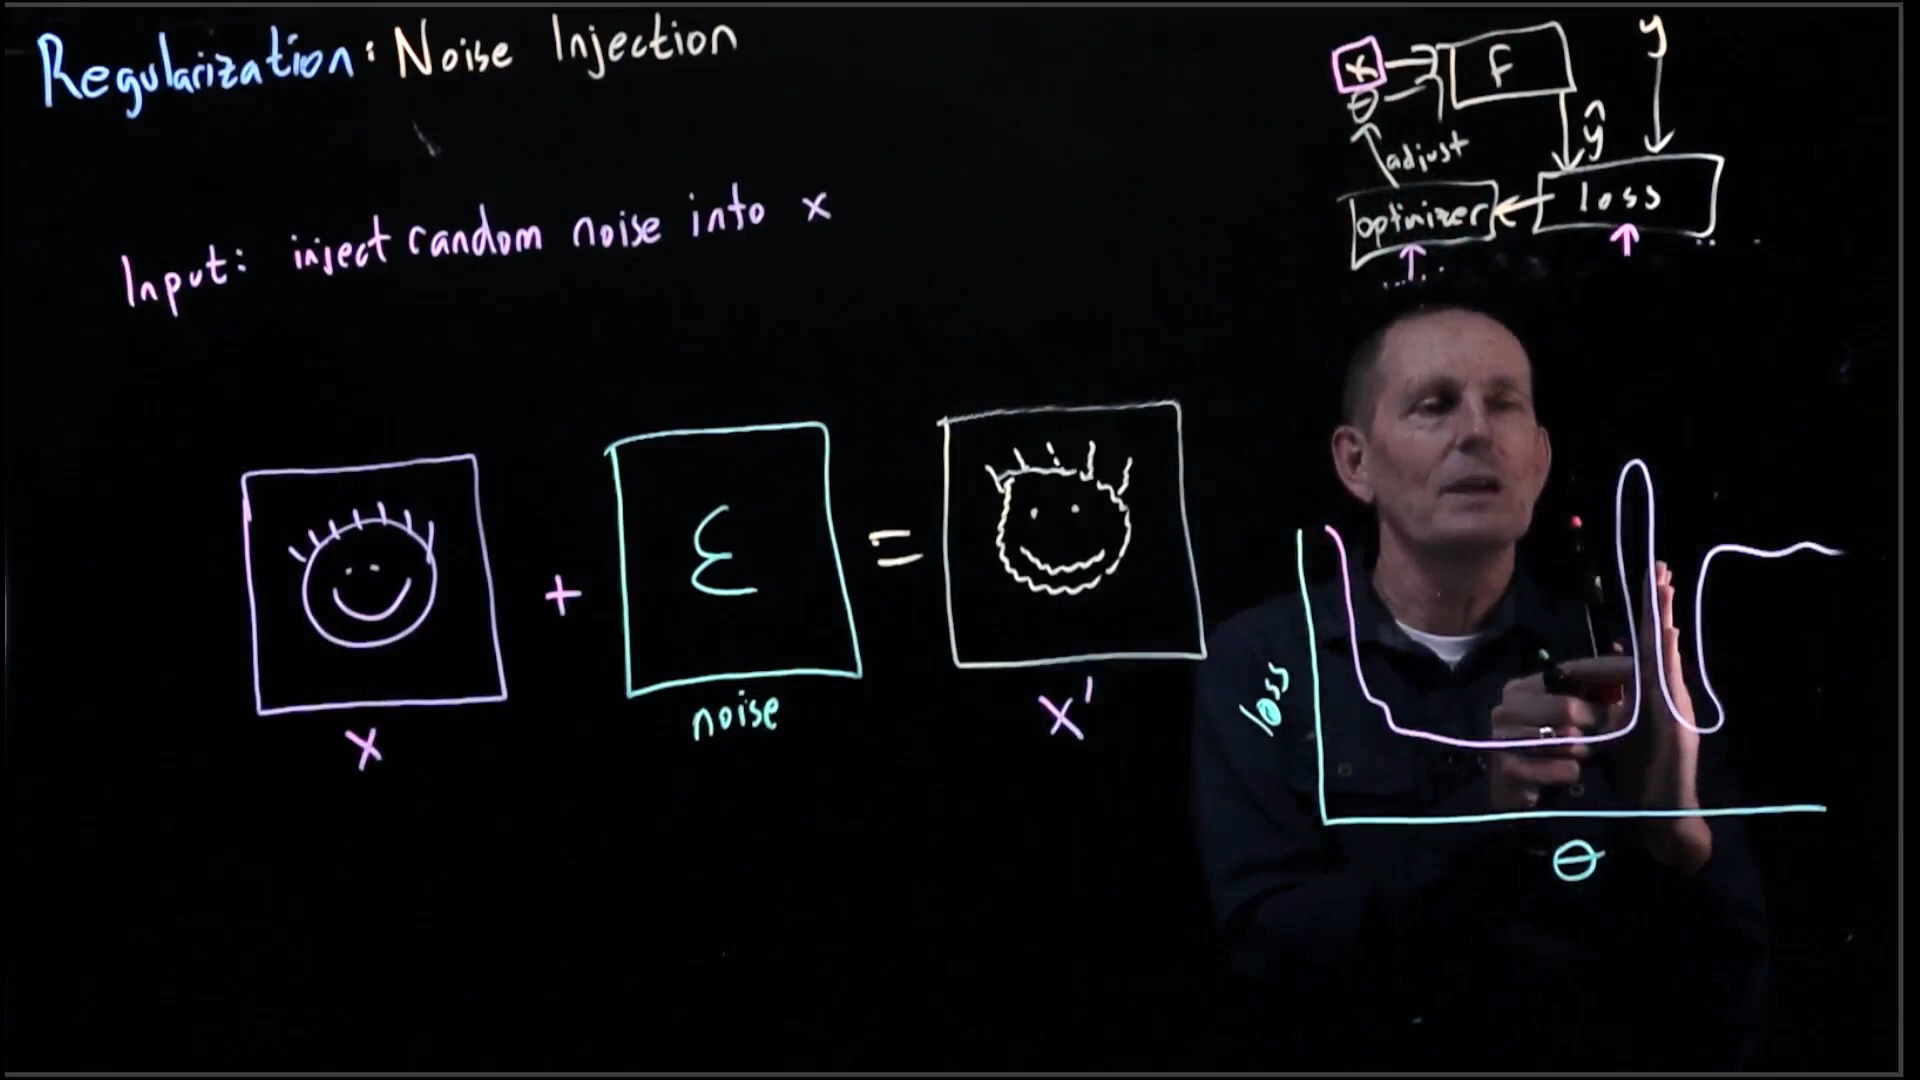 Regularization: Noise Injection
x
θ
F
y
ŷ
adjust
optimizer
loss
Input: inject random noise into x
x
+
ε
noise
=
x'
loss
θ